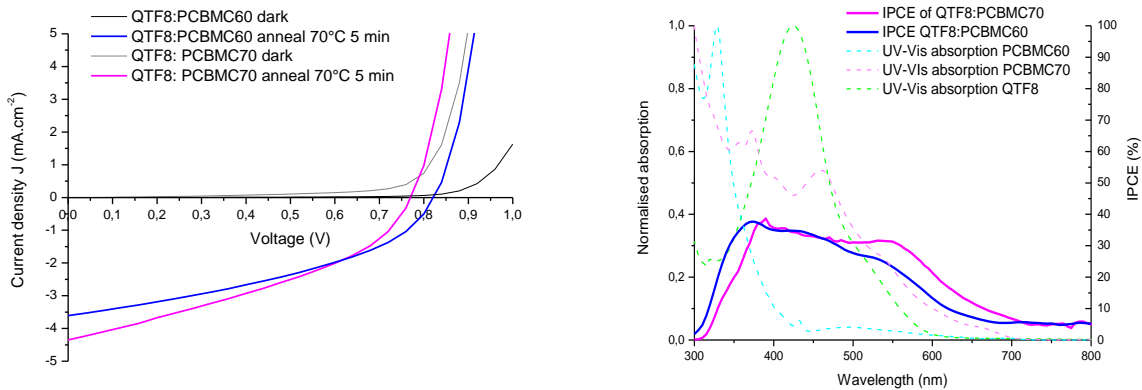 QTF8:PCBMC60 dark
QTF8:PCBMC60 anneal 70°C 5 min
QTF8: PCBMC70 dark
QTF8: PCBMC70 anneal 70°C 5 min
5
4
3
2
1
0
-1
-2
-3
-4
-5
0,0 0,1 0,2 0,3 0,4 0,5 0,6 0,7 0,8 0,9 1,0
Voltage (V)
Current density J (mA.cm-2)
IPCE of QTF8:PCBMC70
IPCE QTF8:PCBMC60
UV-Vis absorption PCBMC60
UV-VIs absorption PCBMC70
UV-Vis absorption QTF8
1,0
0,8
0,6
0,4
0,2
0,0
Normalised absorption
100
90
80
70
60
50
40
30
20
10
0
IPCE (%)
300 400 500 600 700 800
Wavelength (nm)